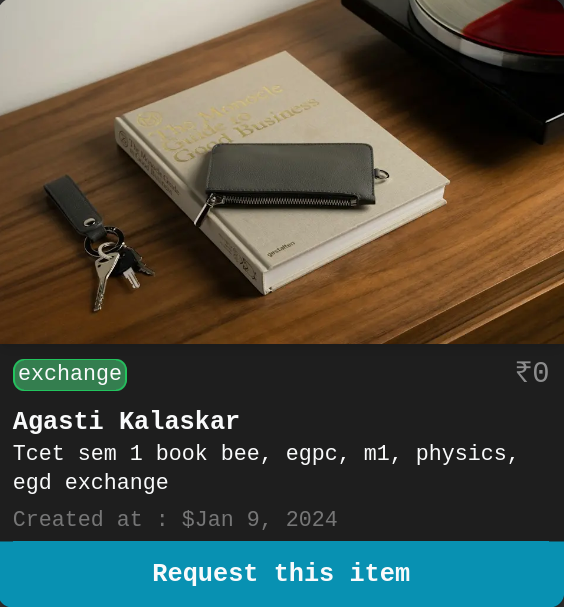 The Monocle
Guide to
Good Business
gestalten
exchange
₹0
Agasti Kalaskar
Tcet sem 1 book bee, egpc, m1, physics,
egd exchange
Created at : $Jan 9, 2024
Request this item